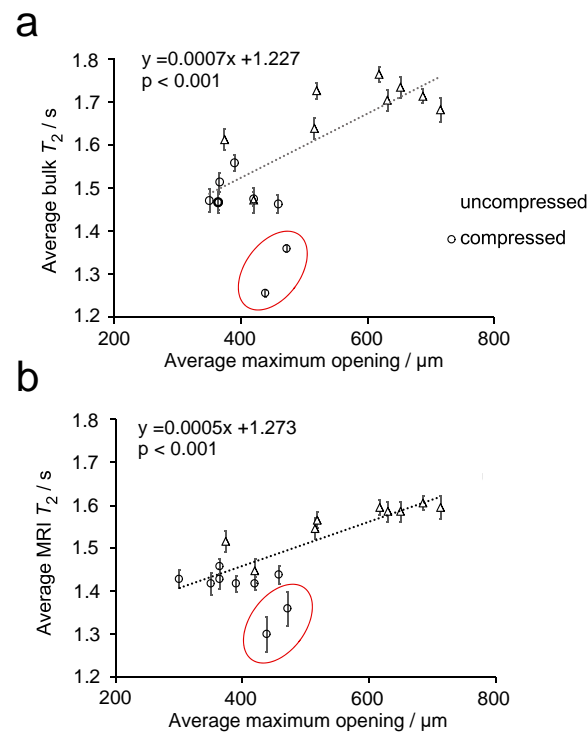 a
y =0.0007x +1.227
p < 0.001
1.8
1.7
1.6
1.5
1.4
1.3
1.2
Average bulk T2 / s
200
400
600
800
Average maximum opening / µm
uncompressed
compressed
b
y =0.0005x +1.273
p < 0.001
1.8
1.7
1.6
1.5
1.4
1.3
1.2
Average MRI T2 / s
200
400
600
800
Average maximum opening / µm